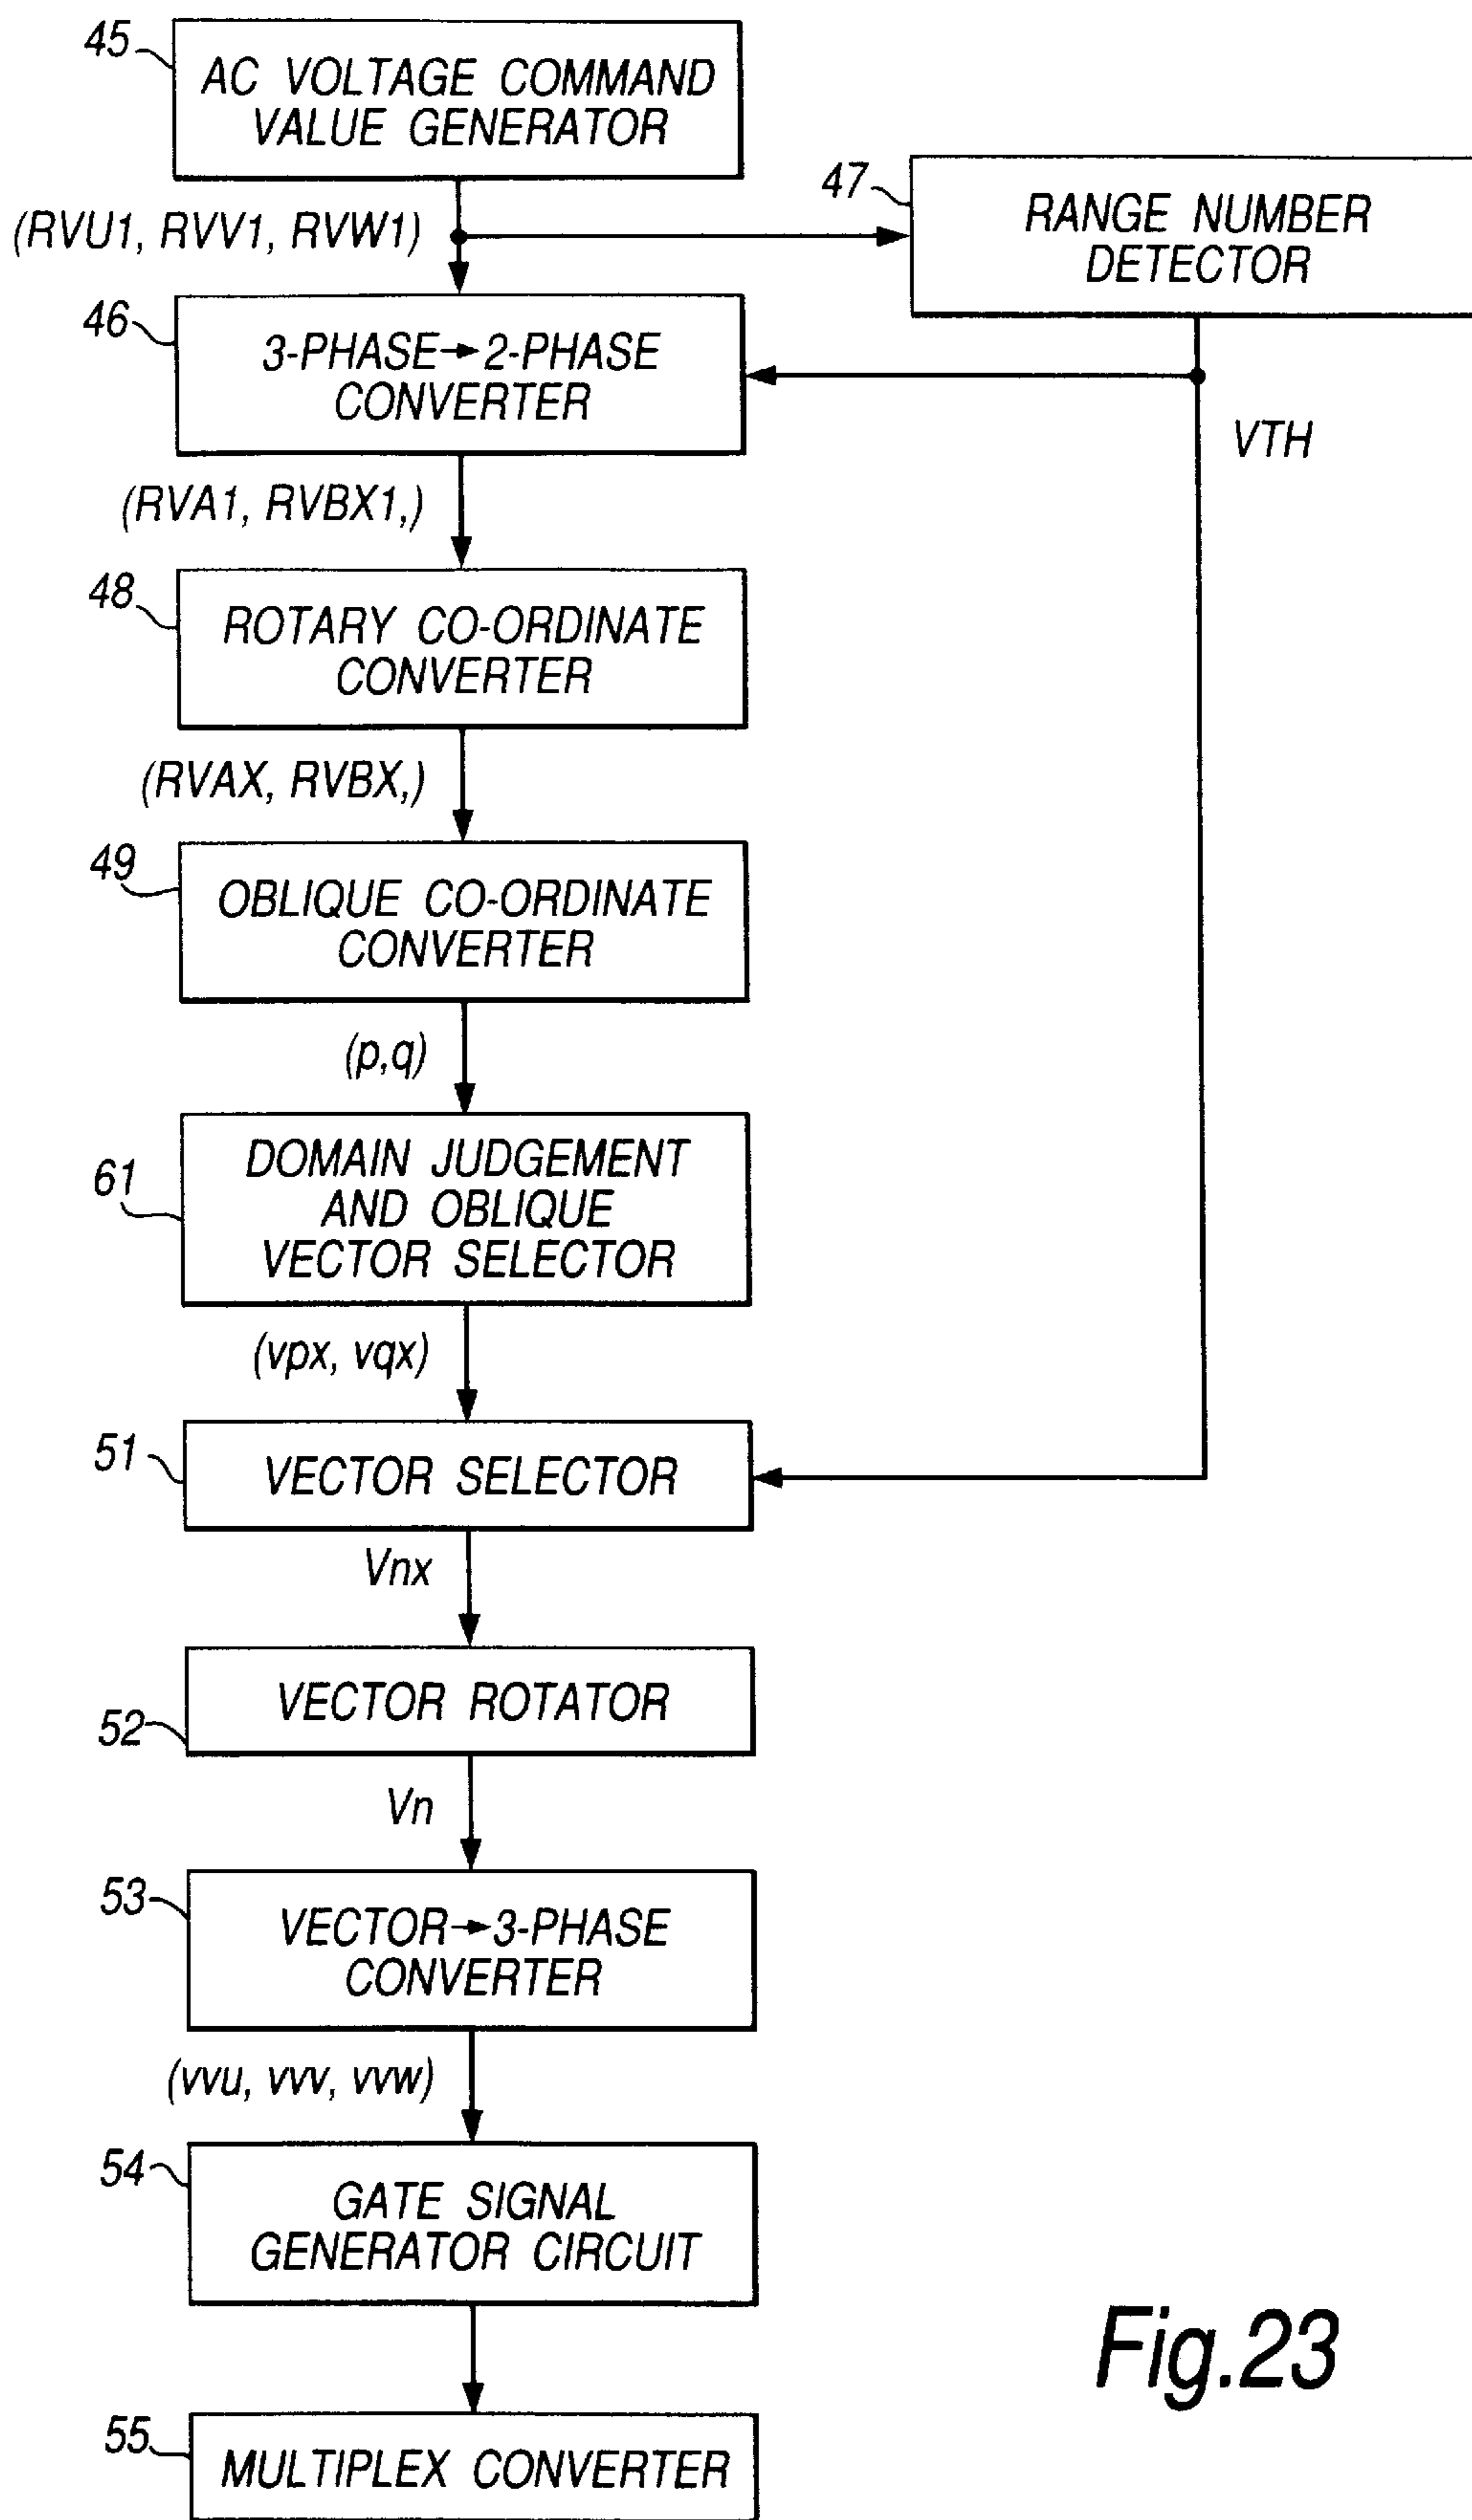 45
AC VOLTAGE COMMAND
VALUE GENERATOR
47
RANGE NUMBER
DETECTOR
(RVU1, RVV1, RVW1)
46
3-PHASE→2-PHASE
CONVERTER
VTH
(RVA1, RVBX1,)
48
ROTARY CO-ORDINATE
CONVERTER
(RVAX, RVBX,)
49
OBLIQUE CO-ORDINATE
CONVERTER
(p,q)
61
DOMAIN JUDGEMENT
AND OBLIQUE
VECTOR SELECTOR
(vpx, vqx)
51
VECTOR SELECTOR
Vnx
VECTOR ROTATOR
52
Vn
53
VECTOR→3-PHASE
CONVERTER
(vvu, vvv, vvw)
54
GATE SIGNAL
GENERATOR CIRCUIT
55
MULTIPLEX CONVERTER
Fig.23